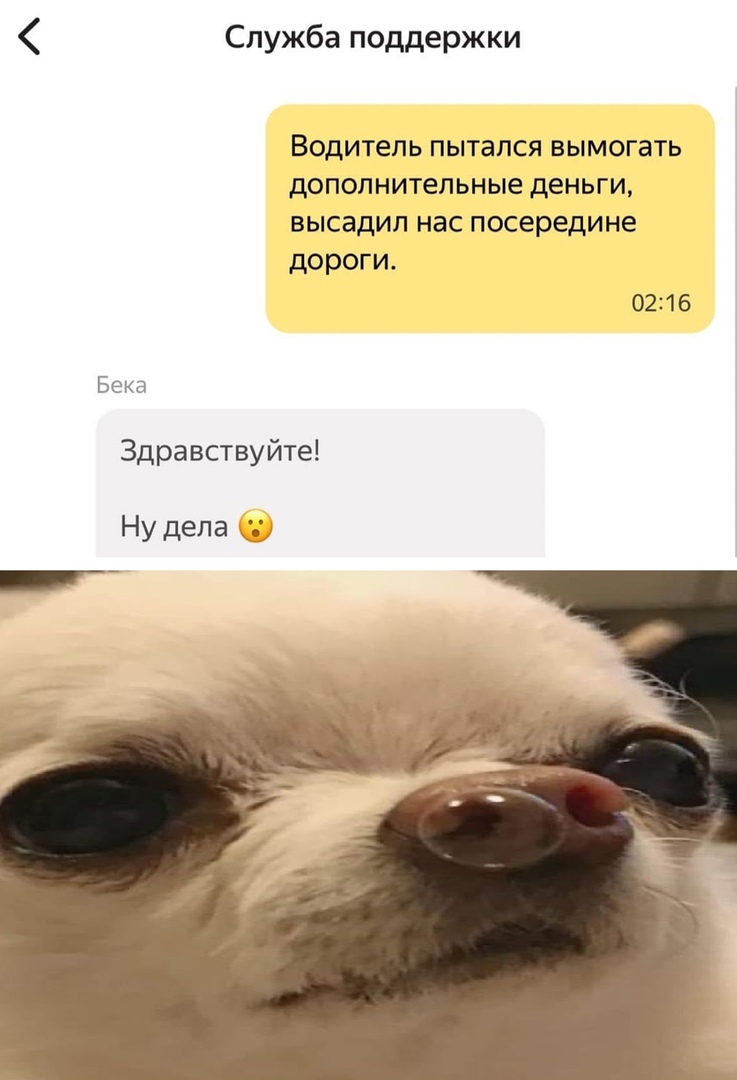 Служба поддержки
Водитель пытался вымогать
дополнительные деньги,
высадил нас посередине
дороги.
02:16
Бека
Здравствуйте!
Ну дела 😮